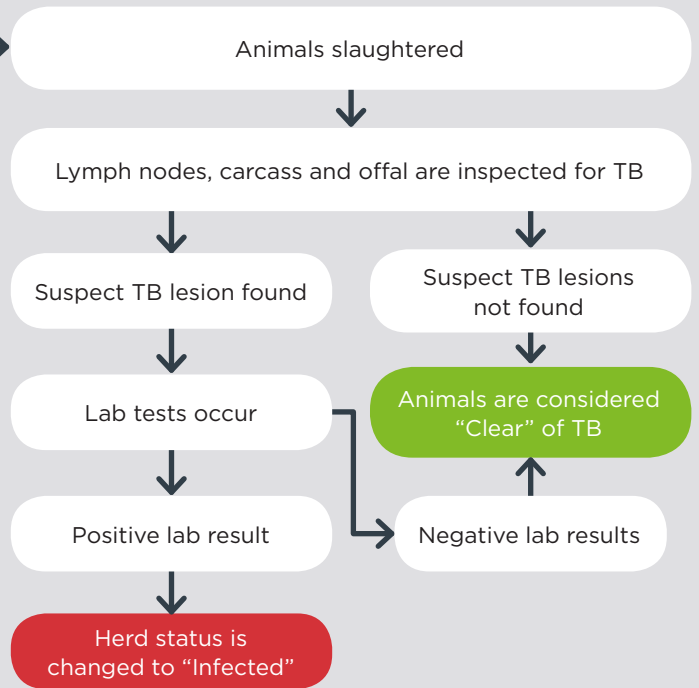 Animals slaughtered
Lymph nodes, carcass and offal are inspected for TB
Suspect TB lesion found
Suspect TB lesions
not found
Lab tests occur
Animals are considered
“Clear” of TB
Positive lab result
Negative lab results
Herd status is
changed to “Infected”